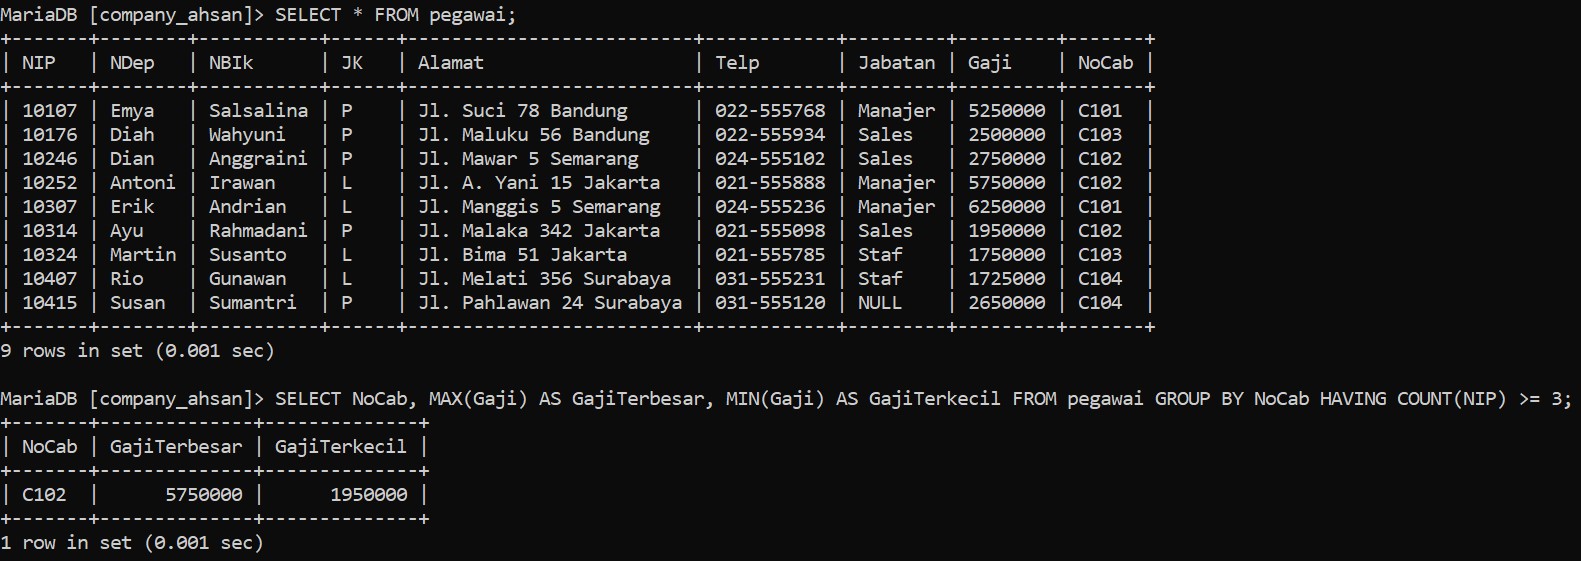 MariaDB [company_ahsan]> SELECT * FROM pegawai;
+-------+--------+-----------+------+------------------------+------------+---------+---------+-------+
| NIP   | NDep   | NBIk      | JK   | Alamat                 | Telp       | Jabatan | Gaji    | NoCab |
+-------+--------+-----------+------+------------------------+------------+---------+---------+-------+
| 10107 | Emya   | Salsalina | P    | Jl. Suci 78 Bandung    | 022-555768 | Manajer | 5250000 | C101  |
| 10176 | Diah   | Wahyuni   | P    | Jl. Maluku 56 Bandung  | 022-555934 | Sales   | 2500000 | C103  |
| 10246 | Dian   | Anggraini | P    | Jl. Mawar 5 Semarang   | 024-555102 | Sales   | 2750000 | C102  |
| 10252 | Antoni | Irawan    | L    | Jl. A. Yani 15 Jakarta | 021-555888 | Manajer | 5750000 | C102  |
| 10307 | Erik   | Andrian   | L    | Jl. Manggis 5 Semarang | 024-555236 | Manajer | 6250000 | C101  |
| 10314 | Ayu    | Rahmadani | P    | Jl. Malaka 342 Jakarta | 021-555098 | Sales   | 1950000 | C102  |
| 10324 | Martin | Susanto   | L    | Jl. Bima 51 Jakarta    | 021-555785 | Staf    | 1750000 | C103  |
| 10407 | Rio    | Gunawan   | L    | Jl. Melati 356 Surabaya | 031-555231 | Staf    | 1725000 | C104  |
| 10415 | Susan  | Sumantri  | P    | Jl. Pahlawan 24 Surabaya | 031-555120 | NULL    | 2650000 | C104  |
+-------+--------+-----------+------+------------------------+------------+---------+---------+-------+
9 rows in set (0.001 sec)
MariaDB [company_ahsan]> SELECT NoCab, MAX(Gaji) AS GajiTerbesar, MIN(Gaji) AS GajiTerkecil FROM pegawai GROUP BY NoCab HAVING COUNT(NIP) >= 3;
+-------+--------------+--------------+
| NoCab | GajiTerbesar | GajiTerkecil |
+-------+--------------+--------------+
| C102  |      5750000 |      1950000 |
+-------+--------------+--------------+
1 row in set (0.001 sec)